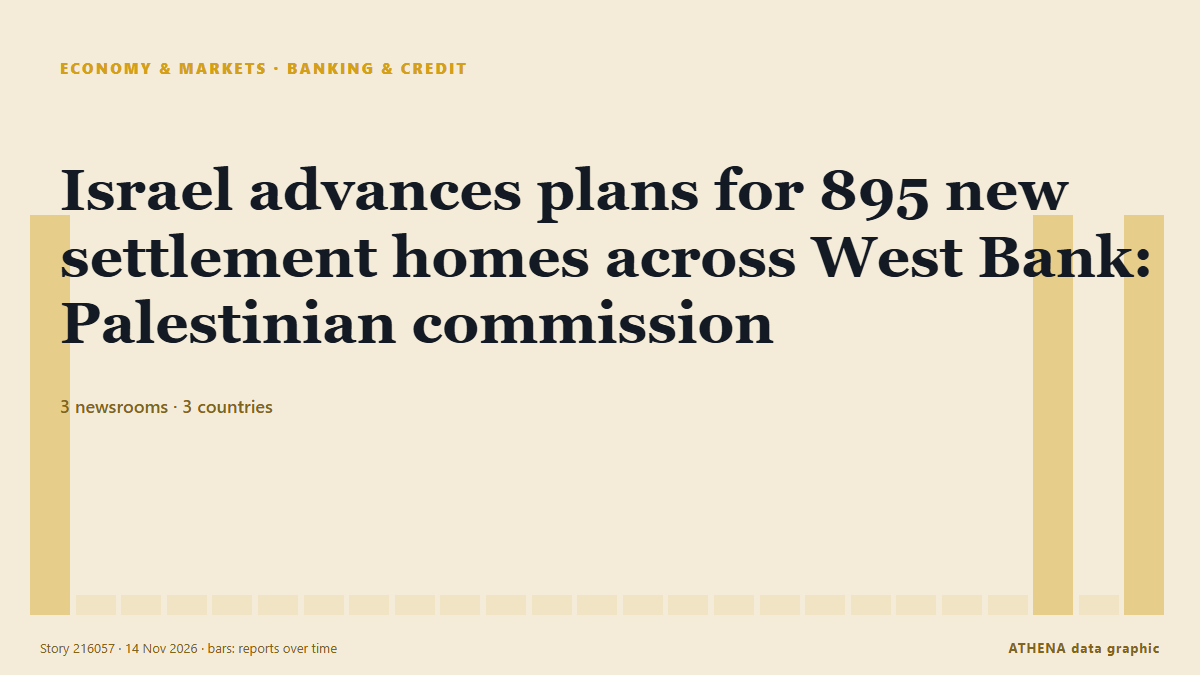 ECONOMY & MARKETS · BANKING & CREDIT
Israel advances plans for 895 new
settlement homes across West Bank:
Palestinian commission
3 newsrooms · 3 countries
Story 216057 · 14 Nov 2026 · bars: reports over time
ATHENA data graphic